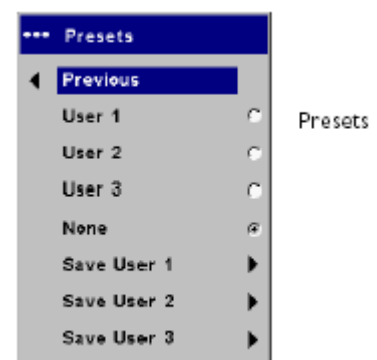 ••• Presets
Previous
User 1
User 2
User 3
None
Save User 1
Save User 2
Save User 3
Presets